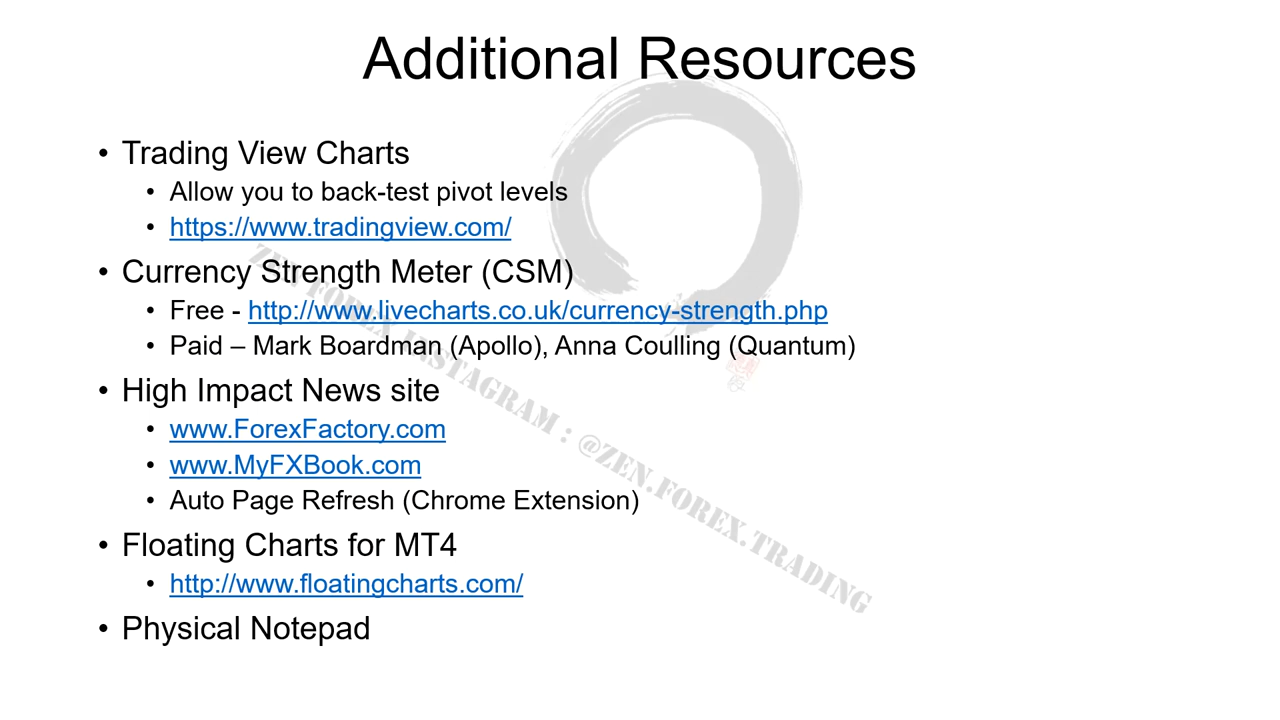 Additional Resources
• Trading View Charts
• Allow you to back-test pivot levels
• https://www.tradingview.com/
• Currency Strength Meter (CSM)
• Free - http://www.livecharts.co.uk/currency-strength.php
• Paid – Mark Boardman (Apollo), Anna Coulling (Quantum)
• High Impact News site
• www.ForexFactory.com
• www.MyFXBook.com
• Auto Page Refresh (Chrome Extension)
• Floating Charts for MT4
• http://www.floatingcharts.com/
• Physical Notepad
ZEN FOREX INSTAGRAM : @ZEN.FOREX.TRADING